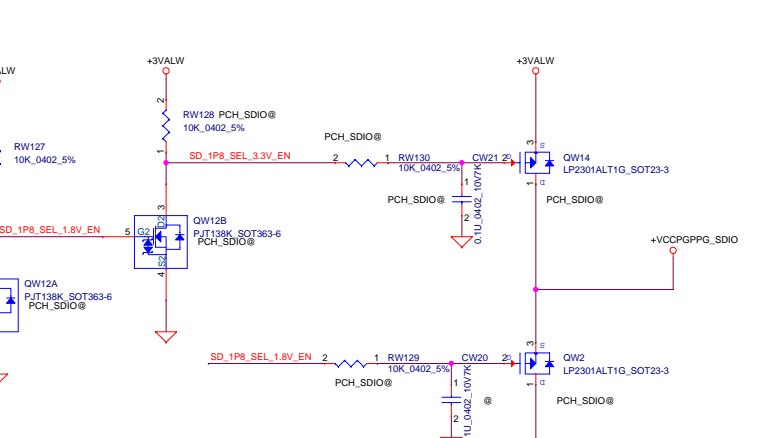 +3VALW
+3VALW
ALW
2
RW128 PCH_SDIO@
10K_0402_5%
1
RW127
10K_0402_5%
PCH_SDIO@
SD_1P8_SEL_3.3V_EN
2
1
RW130
10K_0402_5%
CW21
2
G
3
S
QW14
LP2301ALT1G_SOT23-3
1
D
PCH_SDIO@
PCH_SDIO@
1
2
0.1U_0402_10V7K
3
D2
QW12B
PJT138K_SOT363-6
PCH_SDIO@
SD_1P8_SEL_1.8V_EN
5
G2
S2
4
+VCCPGPPG_SDIO
QW12A
PJT138K_SOT363-6
PCH_SDIO@
SD_1P8_SEL_1.8V_EN
2
1
RW129
10K_0402_5%
PCH_SDIO@
CW20
2
G
3
S
QW2
LP2301ALT1G_SOT23-3
1
D
PCH_SDIO@
1
2
1U_0402_10V7K
@